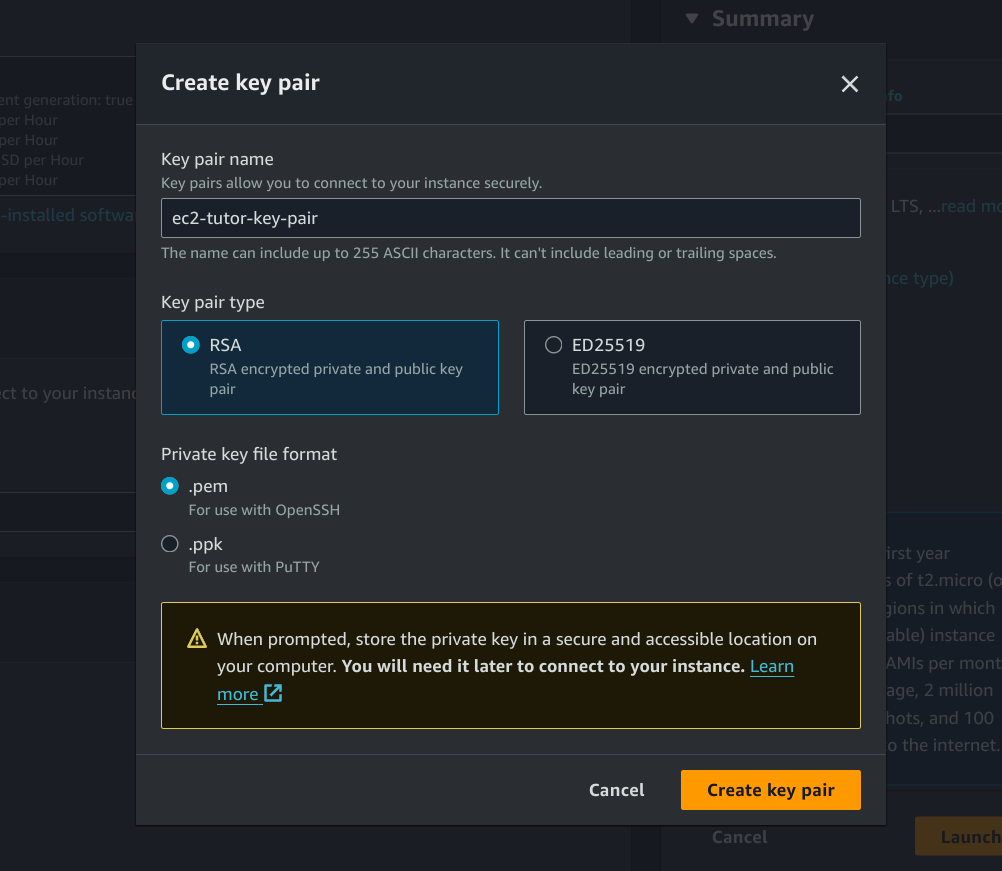 Summary
Create key pair
ent generation: true
per Hour
per Hour
SD per Hour
per Hour
-installed softwa
Key pair name
Key pairs allow you to connect to your instance securely.
ec2-tutor-key-pair
The name can include up to 255 ASCII characters. It can't include leading or trailing spaces.
LTS, ...read mo
nce type)
Key pair type
RSA
RSA encrypted private and public key
pair
ED25519
ED25519 encrypted private and public
key pair
ect to your instanc
Private key file format
.pem
For use with OpenSSH
.ppk
For use with PuTTY
When prompted, store the private key in a secure and accessible location on
your computer. You will need it later to connect to your instance. Learn
more
irst year
s of t2.micro (o
gions in which
able) instance
AMIs per mont
age, 2 million
hots, and 100
o the internet.
Cancel
Create key pair
Cancel
Launch